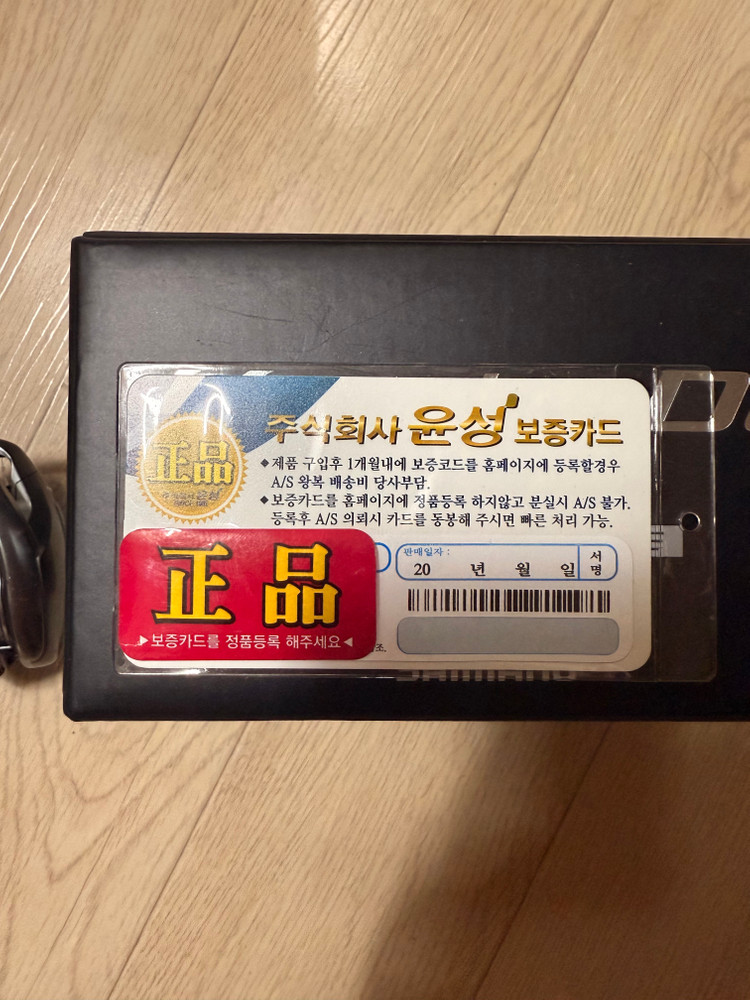 주식회사 윤성 보증카드
正品
◆제품 구입후 1개월내에 보증코드를 홈페이지에 등록할경우
A/S 왕복 배송비 당사부담.
◆보증카드를 홈페이지에 정품등록 하지않고 분실시 A/S 불가.
등록후 A/S 의뢰시 카드를 동봉해 주시면 빠른 처리 가능.
正品
▶보증카드를 정품등록 해주세요◀
판매일자 :
20 년 월 일
서명